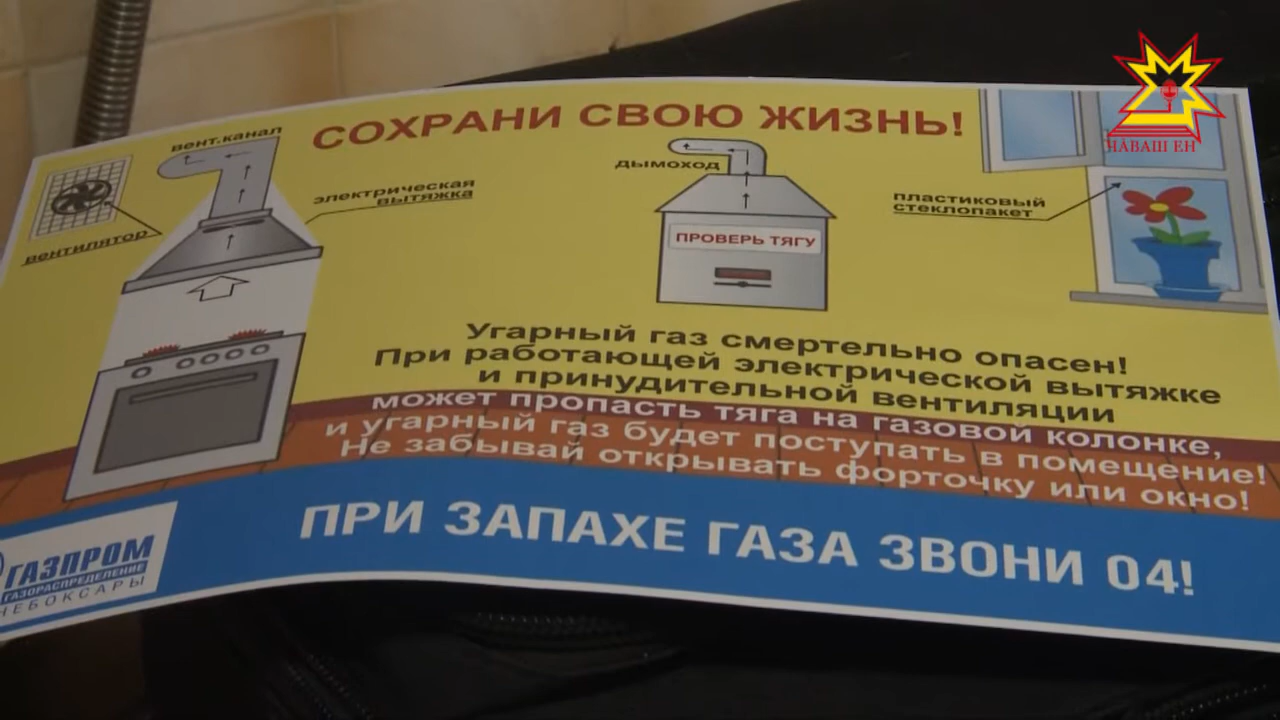 СОХРАНИ СВОЮ ЖИЗНЬ!
вент.канал
электрическая
вытяжка
вентилятор
дымоход
ПРОВЕРЬ ТЯГУ
пластиковый
стеклопакет
Угарный газ смертельно опасен!
При работающей электрической вытяжке
и принудительной вентиляции
может пропасть тяга на газовой колонке,
и угарный газ будет поступать в помещение!
Не забывай открывать форточку или окно!
ПРИ ЗАПАХЕ ГАЗА ЗВОНИ 04!
ГАЗПРОМ
ГАЗОРАСПРЕДЕЛЕНИЕ
ЧЕБОКСАРЫ
ЧӐВАШ ЕН